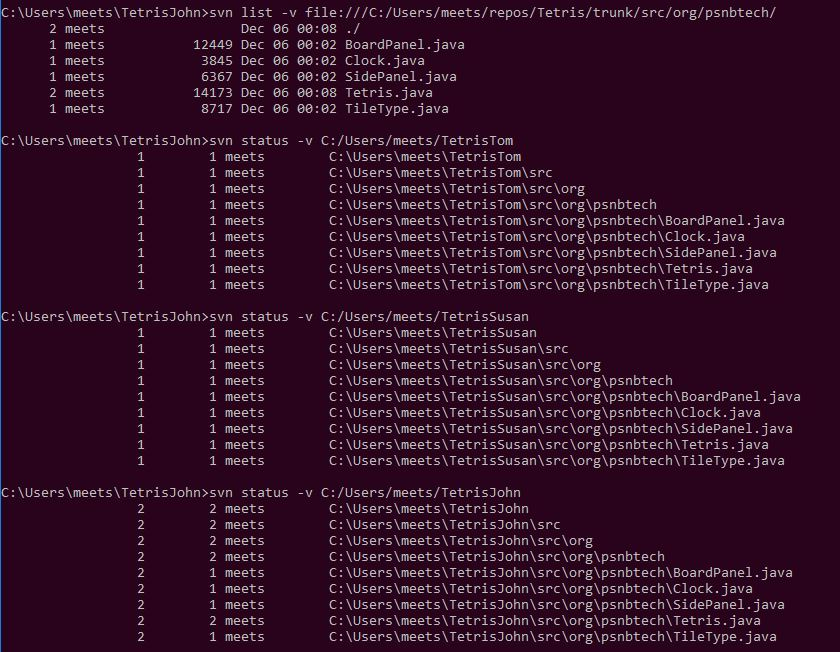 C:\Users\meets\TetrisJohn>svn list -v file:///C:/Users/meets/repos/Tetris/trunk/src/org/psnbtech/
      2 meets                 Dec 06 00:08 ./
      1 meets           12449 Dec 06 00:02 BoardPanel.java
      1 meets            3845 Dec 06 00:02 Clock.java
      1 meets            6367 Dec 06 00:02 SidePanel.java
      2 meets           14173 Dec 06 00:08 Tetris.java
      1 meets            8717 Dec 06 00:02 TileType.java

C:\Users\meets\TetrisJohn>svn status -v C:/Users/meets/TetrisTom
                 1        1 meets        C:\Users\meets\TetrisTom
                 1        1 meets        C:\Users\meets\TetrisTom\src
                 1        1 meets        C:\Users\meets\TetrisTom\src\org
                 1        1 meets        C:\Users\meets\TetrisTom\src\org\psnbtech
                 1        1 meets        C:\Users\meets\TetrisTom\src\org\psnbtech\BoardPanel.java
                 1        1 meets        C:\Users\meets\TetrisTom\src\org\psnbtech\Clock.java
                 1        1 meets        C:\Users\meets\TetrisTom\src\org\psnbtech\SidePanel.java
                 1        1 meets        C:\Users\meets\TetrisTom\src\org\psnbtech\Tetris.java
                 1        1 meets        C:\Users\meets\TetrisTom\src\org\psnbtech\TileType.java

C:\Users\meets\TetrisJohn>svn status -v C:/Users/meets/TetrisSusan
                 1        1 meets        C:\Users\meets\TetrisSusan
                 1        1 meets        C:\Users\meets\TetrisSusan\src
                 1        1 meets        C:\Users\meets\TetrisSusan\src\org
                 1        1 meets        C:\Users\meets\TetrisSusan\src\org\psnbtech
                 1        1 meets        C:\Users\meets\TetrisSusan\src\org\psnbtech\BoardPanel.java
                 1        1 meets        C:\Users\meets\TetrisSusan\src\org\psnbtech\Clock.java
                 1        1 meets        C:\Users\meets\TetrisSusan\src\org\psnbtech\SidePanel.java
                 1        1 meets        C:\Users\meets\TetrisSusan\src\org\psnbtech\Tetris.java
                 1        1 meets        C:\Users\meets\TetrisSusan\src\org\psnbtech\TileType.java

C:\Users\meets\TetrisJohn>svn status -v C:/Users/meets/TetrisJohn
                 2        2 meets        C:\Users\meets\TetrisJohn
                 2        2 meets        C:\Users\meets\TetrisJohn\src
                 2        2 meets        C:\Users\meets\TetrisJohn\src\org
                 2        2 meets        C:\Users\meets\TetrisJohn\src\org\psnbtech
                 2        1 meets        C:\Users\meets\TetrisJohn\src\org\psnbtech\BoardPanel.java
                 2        1 meets        C:\Users\meets\TetrisJohn\src\org\psnbtech\Clock.java
                 2        1 meets        C:\Users\meets\TetrisJohn\src\org\psnbtech\SidePanel.java
                 2        2 meets        C:\Users\meets\TetrisJohn\src\org\psnbtech\Tetris.java
                 2        1 meets        C:\Users\meets\TetrisJohn\src\org\psnbtech\TileType.java